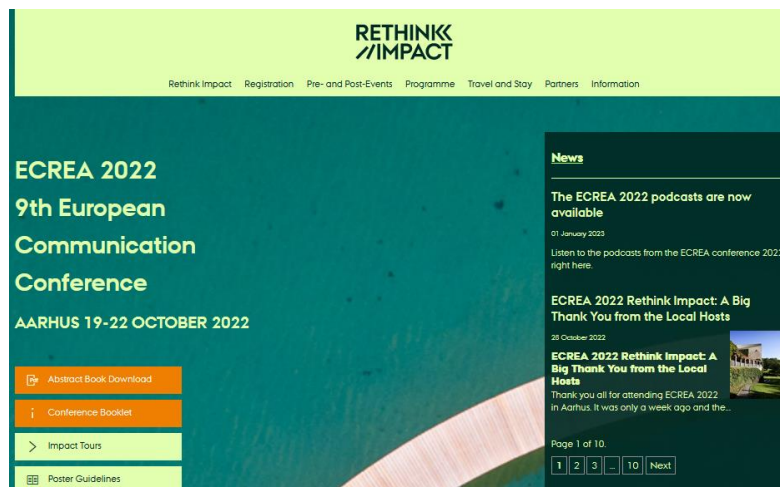 RETHINK
//IMPACT
Rethink Impact Registration Pre- and Post-Events Programme Travel and Stay Partners Information
ECREA 2022
9th European
Communication
Conference
AARHUS 19-22 OCTOBER 2022
Abstract Book Download
Conference Booklet
Impact Tours
Poster Guidelines
News
The ECREA 2022 podcasts are now
available
01 January 2023
Listen to the podcasts from the ECREA conference 2022
right here.
ECREA 2022 Rethink Impact: A Big
Thank You from the Local Hosts
28 October 2022
ECREA 2022 Rethink Impact: A
Big Thank You from the Local
Hosts
Thank you all for attending ECREA 2022
in Aarhus. It was only a week ago and the...
Page 1 of 10.
1 2 3 ... 10 Next